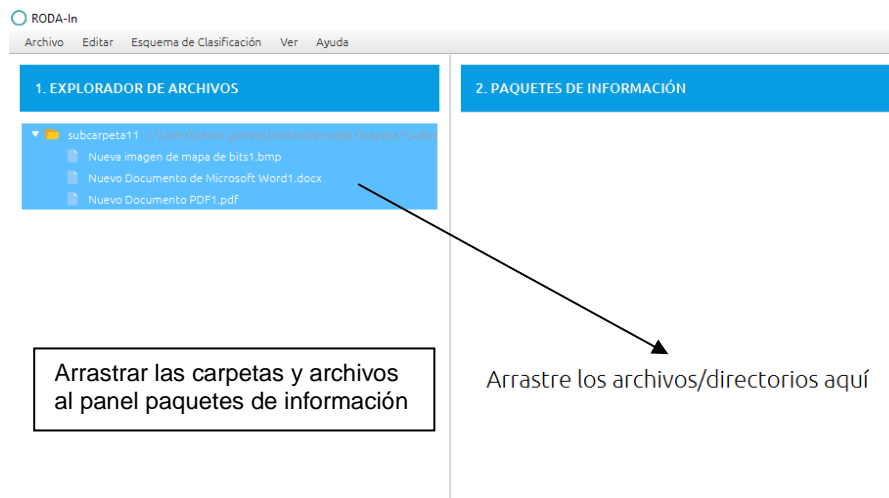 RODA-In
Archivo Editar Esquema de Clasificación Ver Ayuda
1. EXPLORADOR DE ARCHIVOS
2. PAQUETES DE INFORMACIÓN
subcarpeta11
Nueva imagen de mapa de bits1.bmp
Nuevo Documento de Microsoft Word1.docx
Nuevo Documento PDF1.pdf
Arrastrar las carpetas y archivos
al panel paquetes de información
Arrastre los archivos/directorios aquí